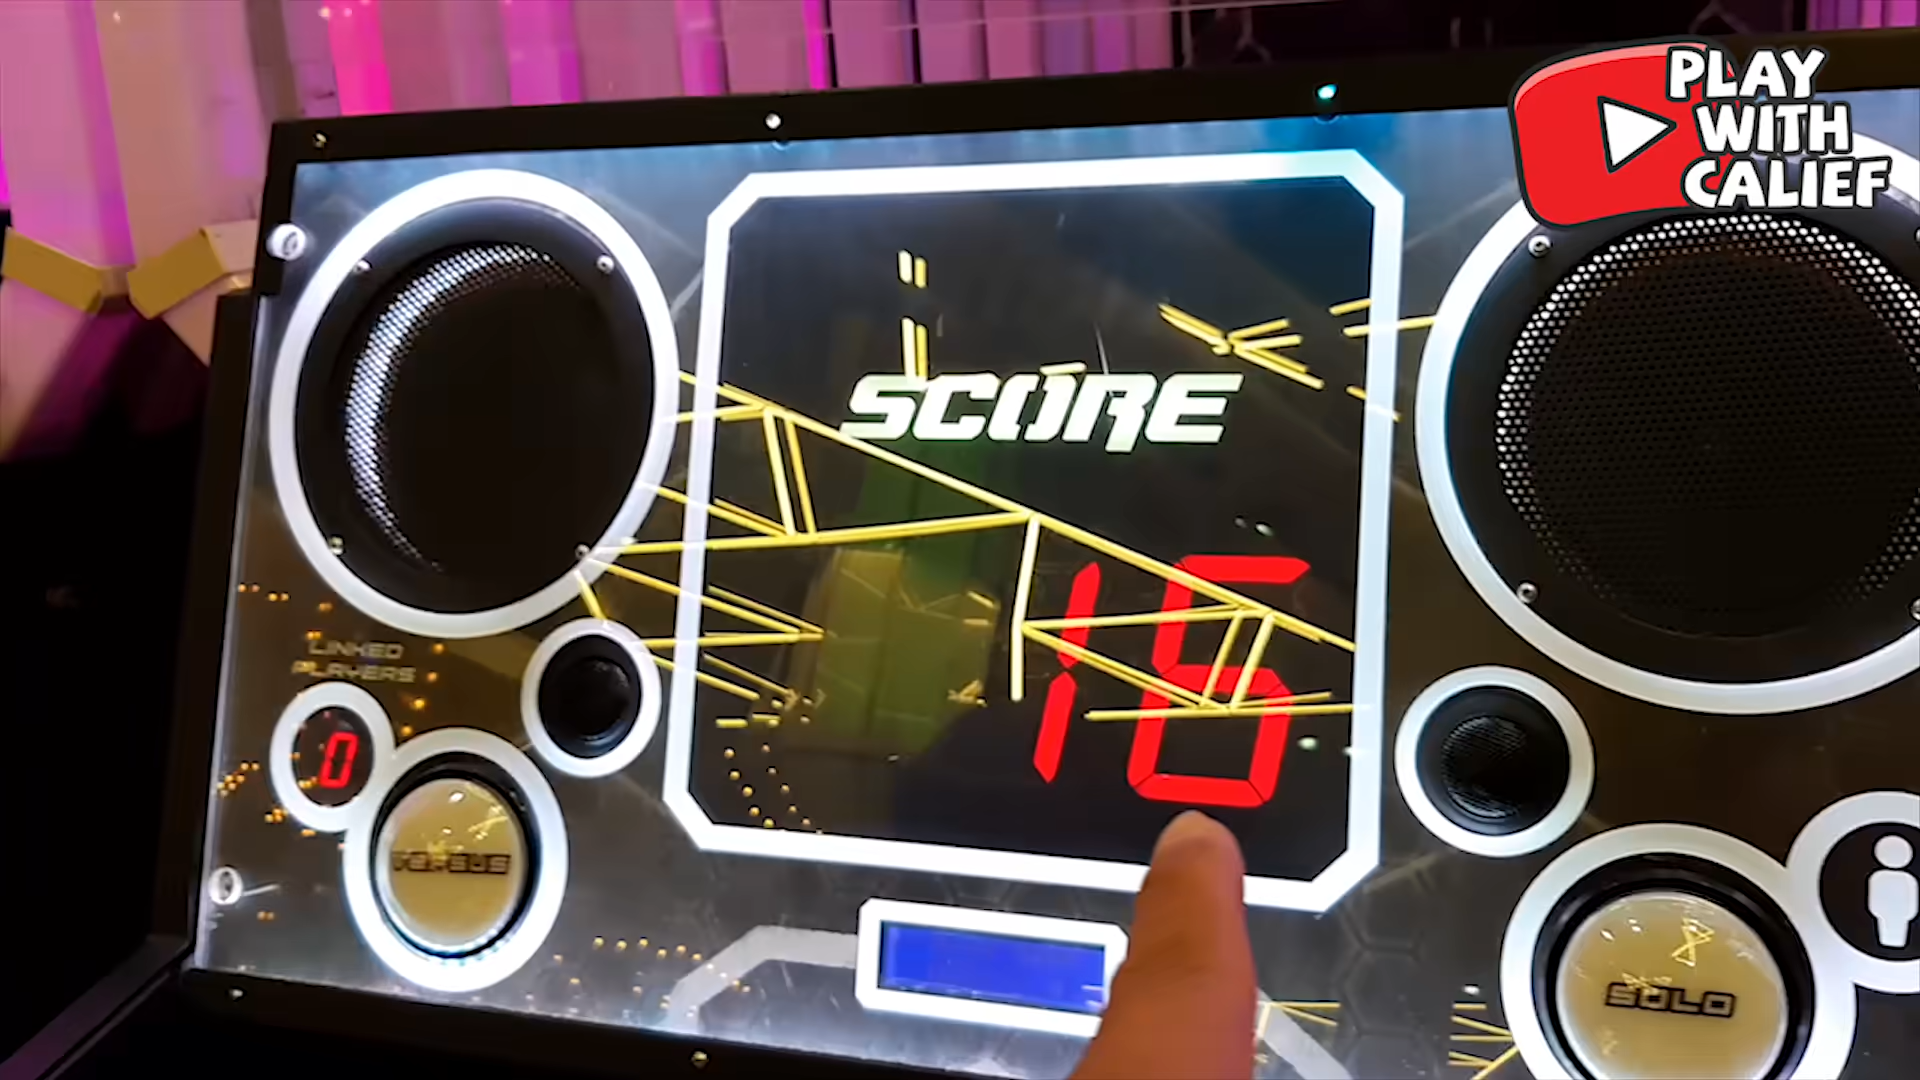 PLAY
WITH
CALIEF
SCORE
16
LINKED
PLAYERS
0
VERSUS
SOLO